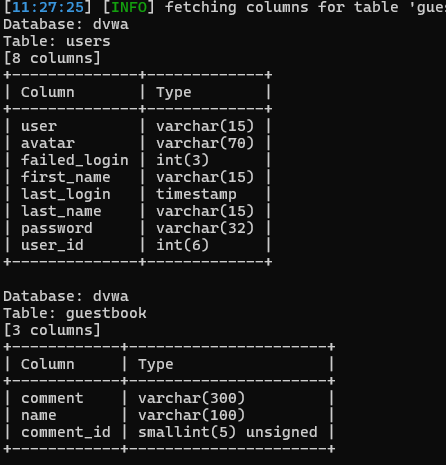 [11:27:25] [INFO] fetching columns for table 'gues
Database: dvwa
Table: users
[8 columns]
+--------------+-------------+
| Column       | Type        |
+--------------+-------------+
| user         | varchar(15) |
| avatar       | varchar(70) |
| failed_login | int(3)      |
| first_name   | varchar(15) |
| last_login   | timestamp   |
| last_name    | varchar(15) |
| password     | varchar(32) |
| user_id      | int(6)      |
+--------------+-------------+

Database: dvwa
Table: guestbook
[3 columns]
+------------+----------------------+
| Column     | Type                 |
+------------+----------------------+
| comment    | varchar(300)         |
| name       | varchar(100)         |
| comment_id | smallint(5) unsigned |
+------------+----------------------+